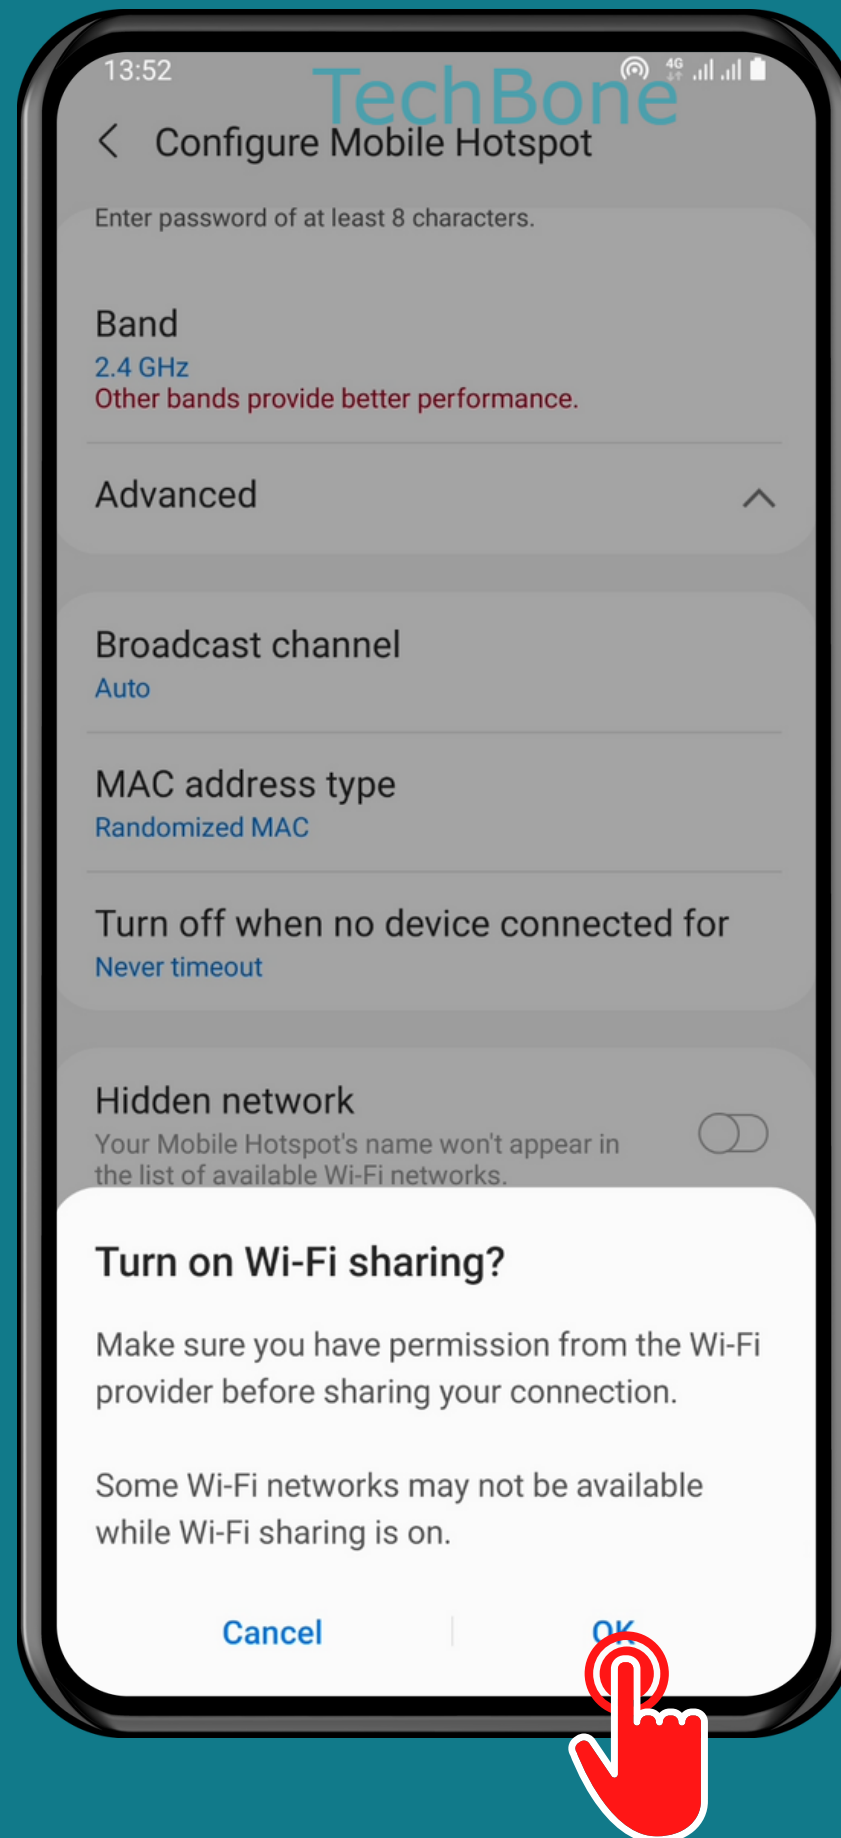 13:52
TechBone
4G
Configure Mobile Hotspot
Enter password of at least 8 characters.
Band
2.4 GHz
Other bands provide better performance.
Advanced
Broadcast channel
Auto
MAC address type
Randomized MAC
Turn off when no device connected for
Never timeout
Hidden network
Your Mobile Hotspot's name won't appear in
the list of available Wi-Fi networks.
Turn on Wi-Fi sharing?
Make sure you have permission from the Wi-Fi
provider before sharing your connection.
Some Wi-Fi networks may not be available
while Wi-Fi sharing is on.
Cancel
OK